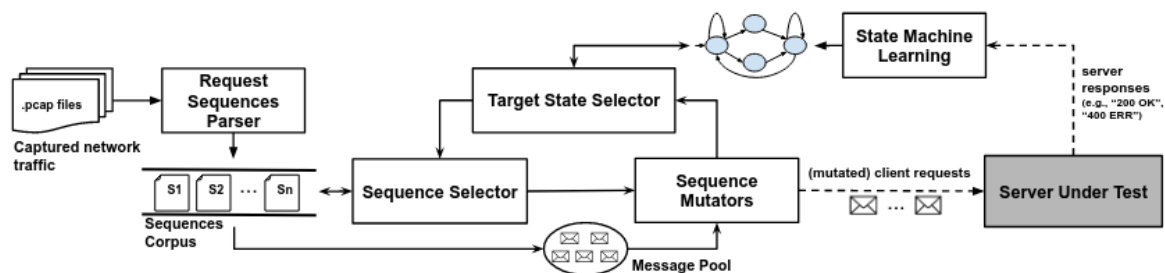 .pcap files
Captured network
traffic
Request
Sequences
Parser
S1
S2
...
Sn
Sequences
Corpus
Target State Selector
Sequence Selector
Sequence
Mutators
Message Pool
State Machine
Learning
server
responses
(e.g., “200 OK”,
“400 ERR”)
(mutated) client requests
...
Server Under Test